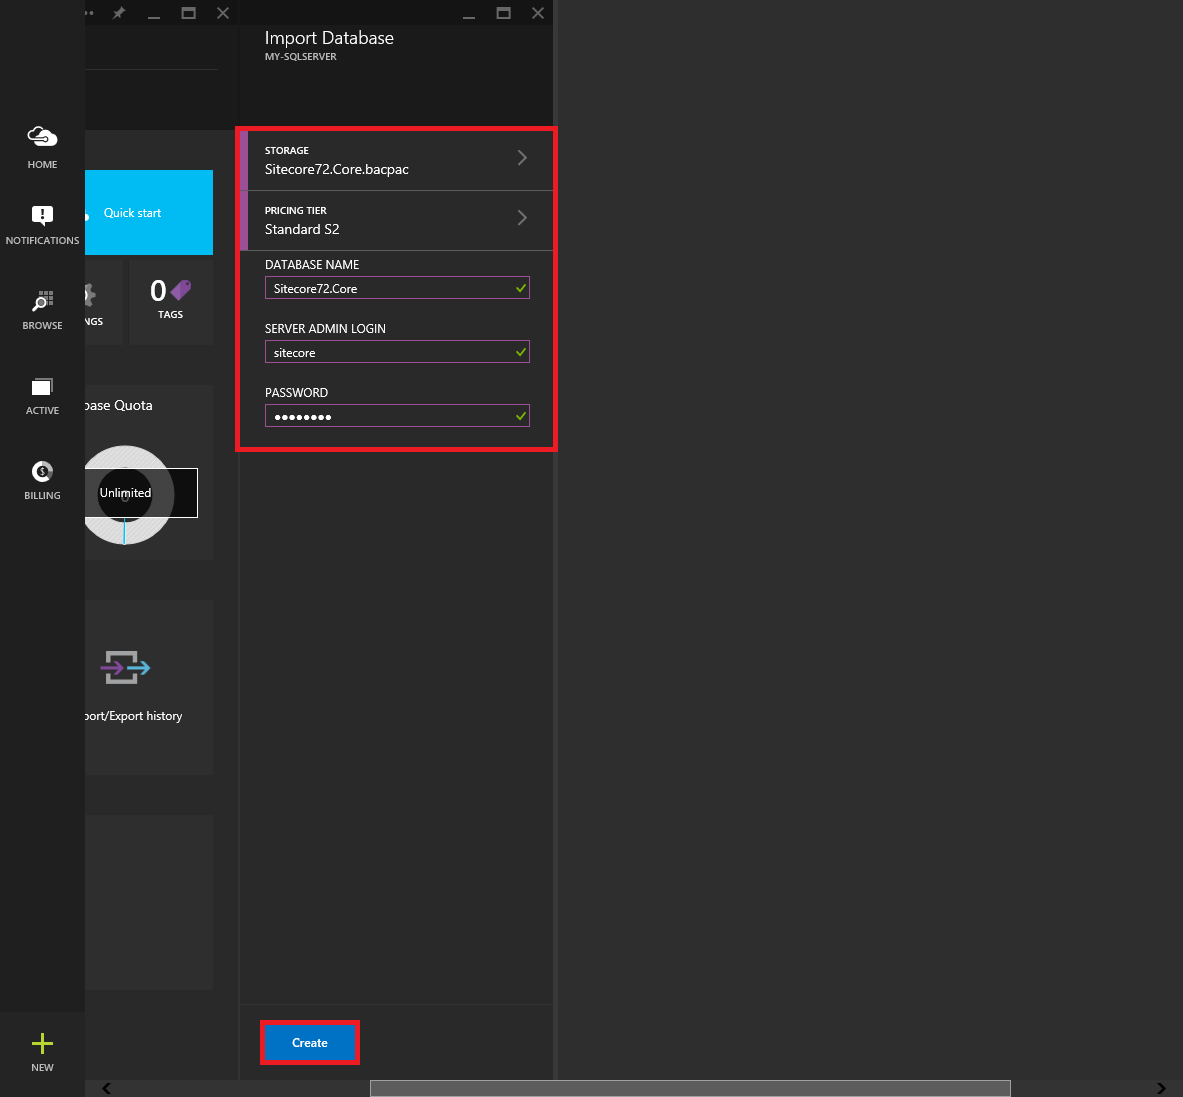 HOME
NOTIFICATIONS
BROWSE
ACTIVE
BILLING
NEW
Quick start
NGS
0
TAGS
base Quota
Unlimited
port/Export history
Import Database
MY-SQLSERVER
STORAGE
Sitecore72.Core.bacpac
PRICING TIER
Standard S2
DATABASE NAME
Sitecore72.Core
SERVER ADMIN LOGIN
sitecore
PASSWORD
●●●●●●●●
Create